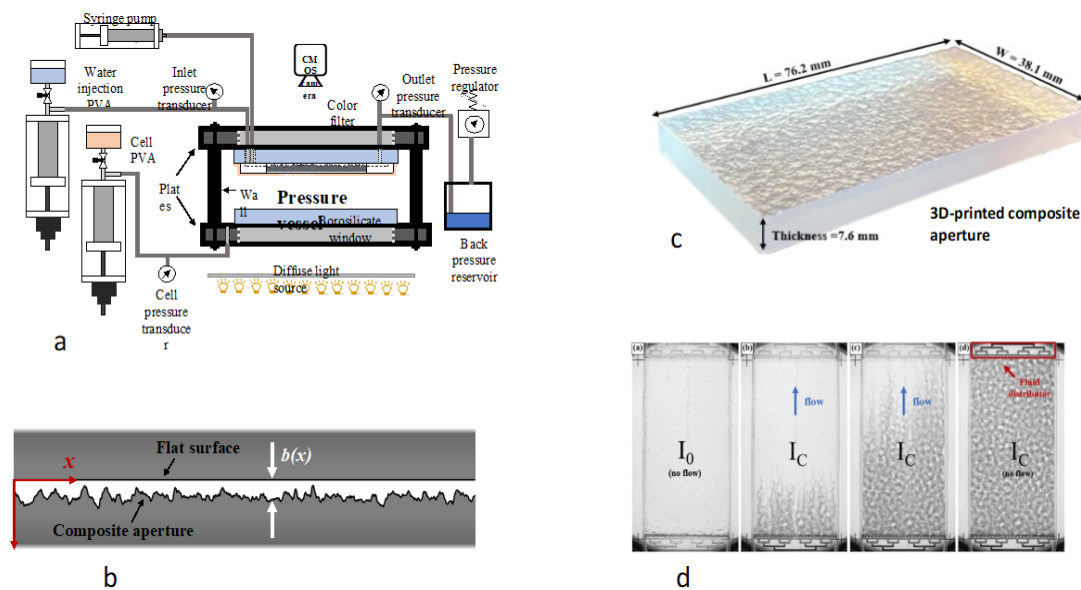 Syringe pump
Water
injection
PVA
Inlet
pressure
transducer
CM
OS
cam
era
Color
filter
Outlet
pressure
transducer
Pressure
regulator
Cell
PVA
Plat
es
Wa
ll
Pressure
vessel
Borosilicate
window
Back
pressure
reservoir
Diffuse light
source
Cell
pressure
transduce
r
a
Flat surface
b(x)
x
Composite aperture
b
L = 76.2 mm
W = 38.1 mm
Thickness =7.6 mm
3D-printed composite
aperture
c
(a)
I0
(no flow)
(b)
flow
IC
(c)
flow
IC
(d)
Fluid
distributor
IC
(no flow)
d